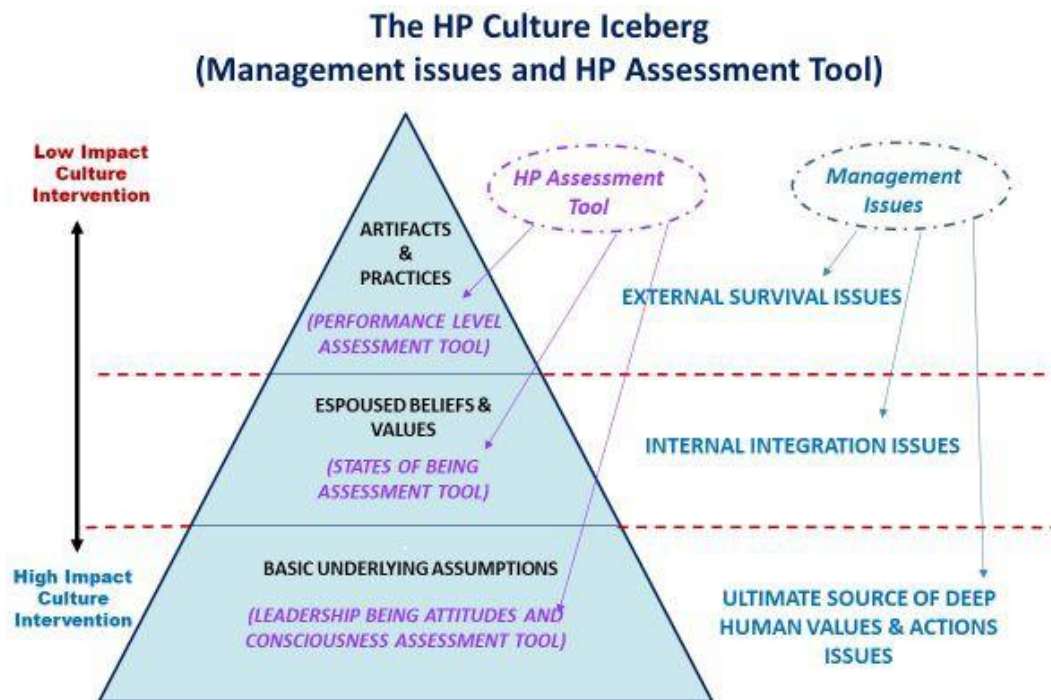 The HP Culture Iceberg
(Management issues and HP Assessment Tool)
Low Impact
Culture
Intervention
HP Assessment
Tool
Management
Issues
ARTIFACTS
&
PRACTICES
(PERFORMANCE LEVEL
ASSESSMENT TOOL)
EXTERNAL SURVIVAL ISSUES
ESPOUSED BELIEFS &
VALUES
(STATES OF BEING
ASSESSMENT TOOL)
INTERNAL INTEGRATION ISSUES
High Impact
Culture
Intervention
BASIC UNDERLYING ASSUMPTIONS
(LEADERSHIP BEING ATTITUDES AND
CONSCIOUSNESS ASSESSMENT TOOL)
ULTIMATE SOURCE OF DEEP
HUMAN VALUES & ACTIONS
ISSUES